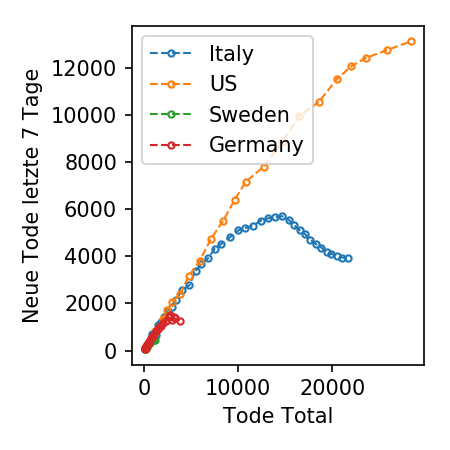 Italy
US
Sweden
Germany
Neue Tode letzte 7 Tage
12000
10000
8000
6000
4000
2000
0
0 10000 20000
Tode Total